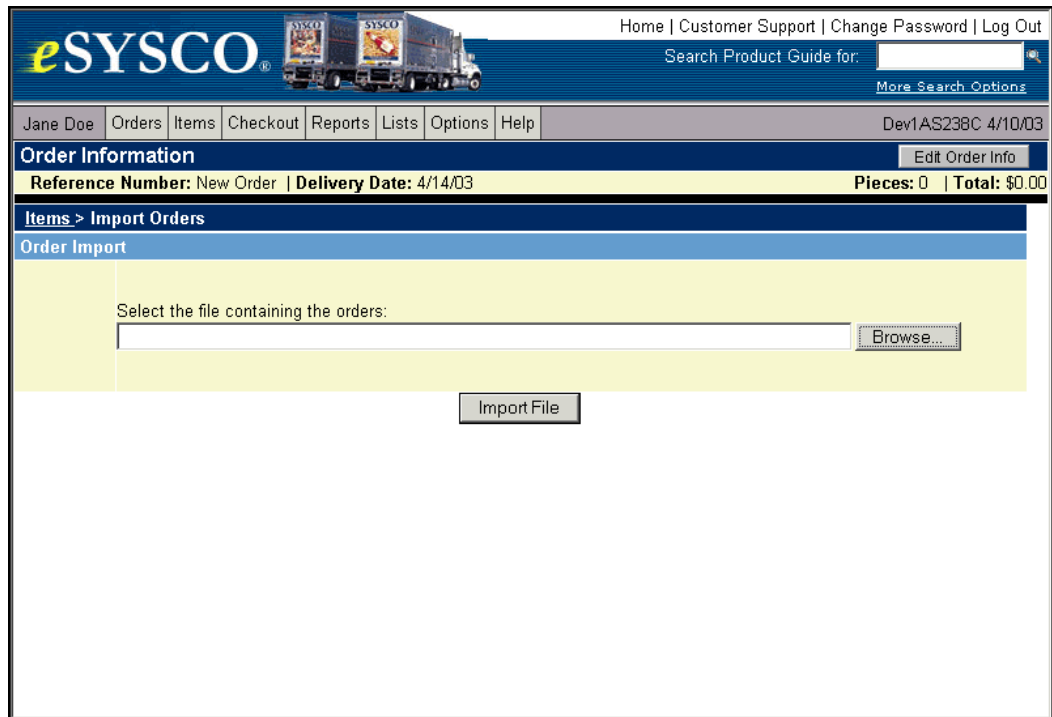 Home | Customer Support | Change Password | Log Out
eSYSCO®
SYSCO SYSCO
Search Product Guide for:
More Search Options
Jane Doe Orders Items Checkout Reports Lists Options Help Dev1AS238C 4/10/03
Order Information Edit Order Info
Reference Number: New Order | Delivery Date: 4/14/03 Pieces: 0 | Total: $0.00
Items > Import Orders
Order Import
Select the file containing the orders:
Browse...
Import File